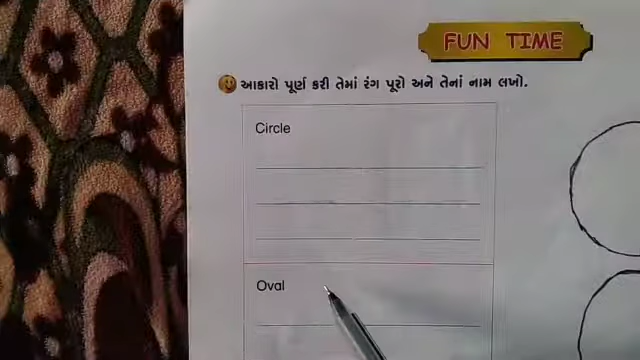 FUN TIME
આકારો પૂર્ણ કરી તેમાં રંગ પૂરો અને તેનાં નામ લખો.
Circle
Oval